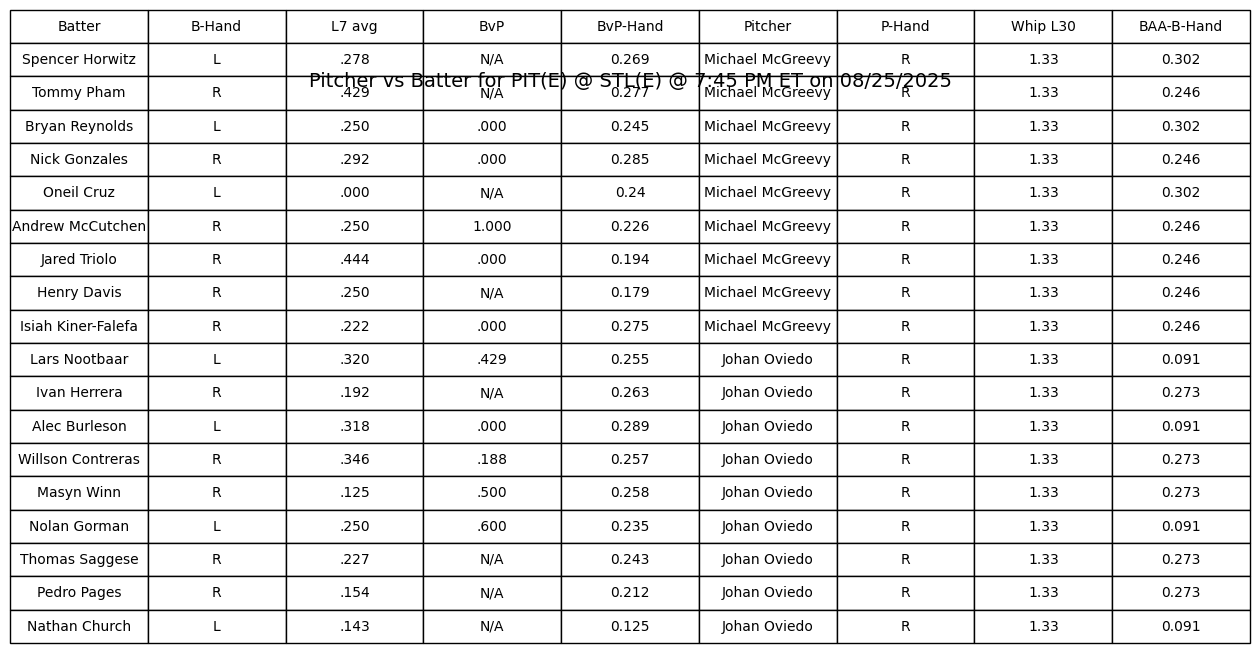 Batter B-Hand L7 avg BvP BvP-Hand Pitcher P-Hand Whip L30 BAA-B-Hand
Spencer Horwitz L .278 N/A 0.269 Michael McGreevy R 1.33 0.302
Pitcher vs Batter for PIT(E) @ STL(E) @ 7:45 PM ET on 08/25/2025
Tommy Pham R .429 N/A 0.277 Michael McGreevy R 1.33 0.246
Bryan Reynolds L .250 .000 0.245 Michael McGreevy R 1.33 0.302
Nick Gonzales R .292 .000 0.285 Michael McGreevy R 1.33 0.246
Oneil Cruz L .000 N/A 0.24 Michael McGreevy R 1.33 0.302
Andrew McCutchen R .250 1.000 0.226 Michael McGreevy R 1.33 0.246
Jared Triolo R .444 .000 0.194 Michael McGreevy R 1.33 0.246
Henry Davis R .250 N/A 0.179 Michael McGreevy R 1.33 0.246
Isiah Kiner-Falefa R .222 .000 0.275 Michael McGreevy R 1.33 0.246
Lars Nootbaar L .320 .429 0.255 Johan Oviedo R 1.33 0.091
Ivan Herrera R .192 N/A 0.263 Johan Oviedo R 1.33 0.273
Alec Burleson L .318 .000 0.289 Johan Oviedo R 1.33 0.091
Willson Contreras R .346 .188 0.257 Johan Oviedo R 1.33 0.273
Masyn Winn R .125 .500 0.258 Johan Oviedo R 1.33 0.273
Nolan Gorman L .250 .600 0.235 Johan Oviedo R 1.33 0.091
Thomas Saggese R .227 N/A 0.243 Johan Oviedo R 1.33 0.273
Pedro Pages R .154 N/A 0.212 Johan Oviedo R 1.33 0.273
Nathan Church L .143 N/A 0.125 Johan Oviedo R 1.33 0.091